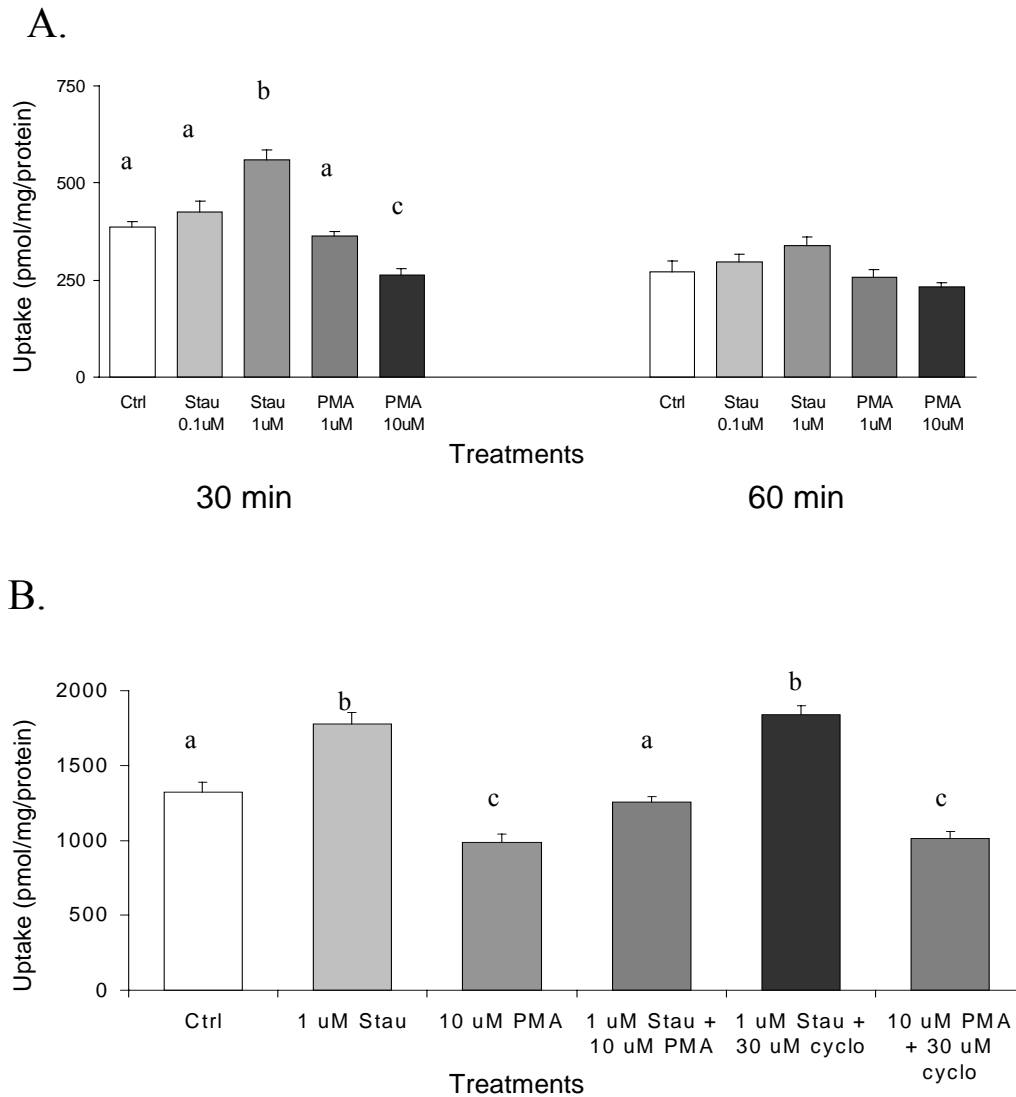 A.
Uptake (pmol/mg/protein)
750
500
250
0
a
a
b
a
c
Ctrl Stau Stau PMA PMA Ctrl Stau Stau PMA PMA
0.1uM 1uM 1uM 10uM 0.1uM 1uM 1uM 10uM
Treatments
30 min 60 min
B.
Uptake (pmol/mg/protein)
2000
1500
1000
500
0
a
b
c
a
b
c
Ctrl 1 uM Stau 10 uM PMA 1 uM Stau + 1 uM Stau + 10 uM PMA
10 uM PMA 30 uM cyclo + 30 uM
cyclo
Treatments